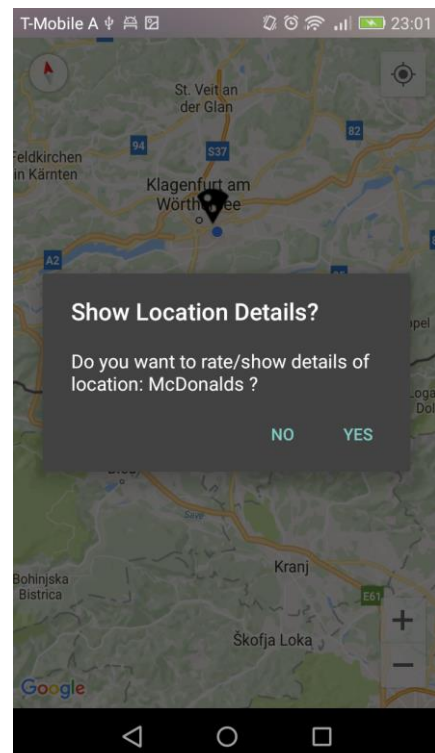 T-Mobile A 23:01
St. Veit an
der Glan
82
Feldkirchen
in Kärnten
94
S37
Klagenfurt am
Wörthersee
A2
Show Location Details?
Do you want to rate/show details of
location: McDonalds ?
NO YES
Save
Kranj
Bohinjska
Bistrica
E61
+
Škofja Loka
−
Google